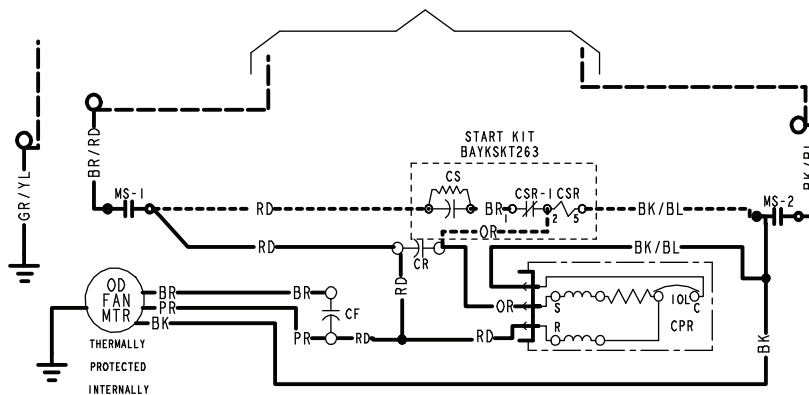 START KIT
BAYKSKT263
CS
BR/RD
MS-1
RD
BR
CSR-1
CSR
1
2
5
BK/BL
MS-2
BK/BL
GR/YL
OR
RD
CR
BK/BL
OD
FAN
MTR
BR
BR
PR
BK
CF
PR
RD
RD
OR
RD
S
R
IOL
C
CPR
BK
THERMALLY
PROTECTED
INTERNALLY